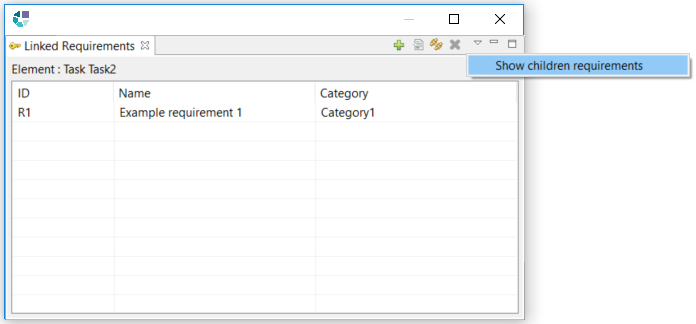 Linked Requirements
Show children requirements
Element : Task Task2
ID Name Category
R1 Example requirement 1 Category1